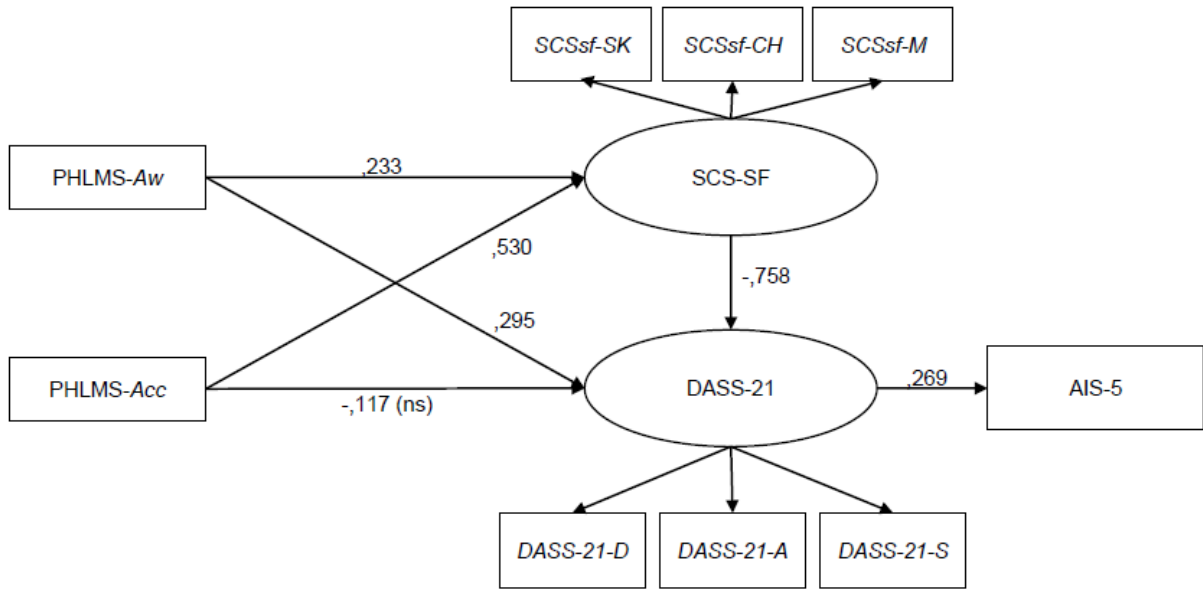 SCSsf-SK
SCSsf-CH
SCSsf-M
PHLMS-Aw
,233
SCS-SF
,530
-,758
,295
PHLMS-Acc
-,117 (ns)
DASS-21
,269
AIS-5
DASS-21-D
DASS-21-A
DASS-21-S